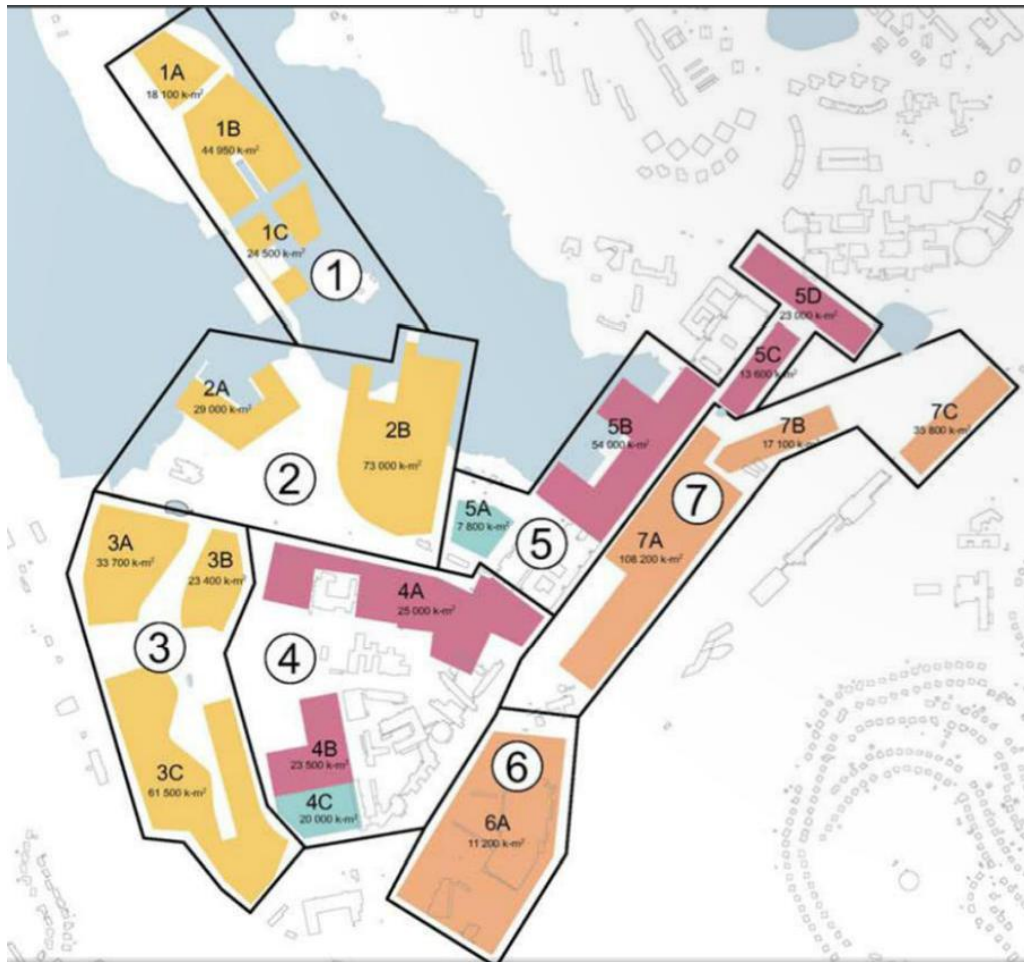 1A
18 100 k-m²
1B
44 950 k-m²
1C
24 500 k-m²
1
2A
29 000 k-m²
2B
73 000 k-m²
2
3A
33 700 k-m²
3B
23 400 k-m²
3
3C
61 500 k-m²
4A
25 000 k-m²
4
4B
23 500 k-m²
4C
20 000 k-m²
5A
7 800 k-m²
5B
54 000 k-m²
5
5C
13 600 k-m²
5D
23 000 k-m²
6
6A
11 200 k-m²
7
7A
108 200 k-m²
7B
17 100 k-m²
7C
35 800 k-m²